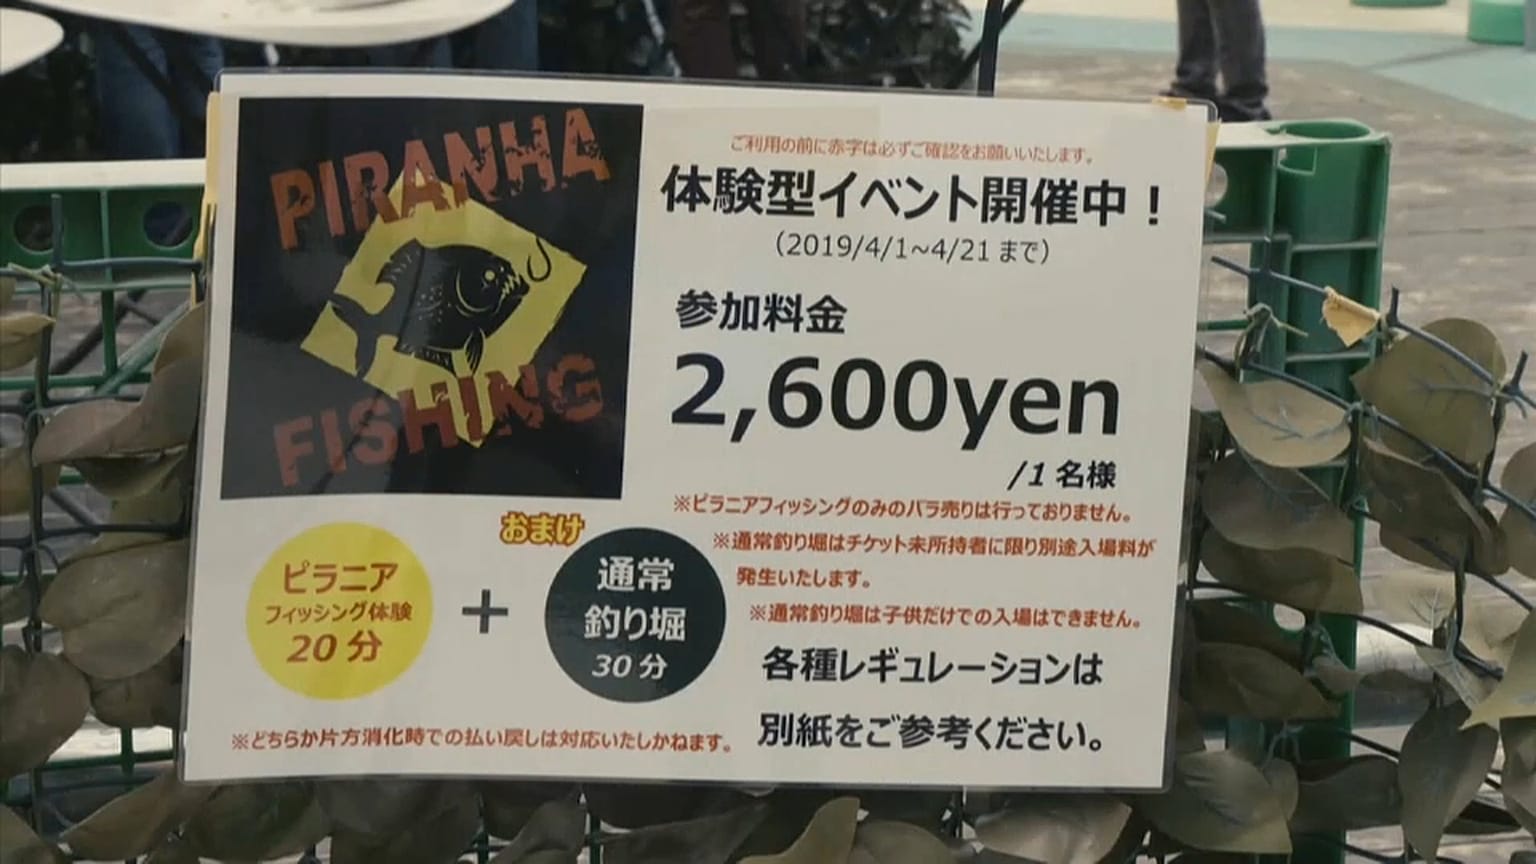 PIRANHA
FISHING
ご利用の前に赤字は必ずご確認をお願いいたします。
体験型イベント開催中！
（2019/4/1~4/21 まで）
参加料金
2,600yen
/1 名様
※ピラニアフィッシングのみのバラ売りは行っておりません。
※通常釣り堀はチケット未所持者に限り別途入場料が
発生いたします。
※通常釣り堀は子供だけでの入場はできません。
各種レギュレーションは
別紙をご参考ください。
ピラニア
フィッシング体験
20 分
+
おまけ
通常
釣り堀
30 分
※どちらか片方消化時での払い戻しは対応いたしかねます。